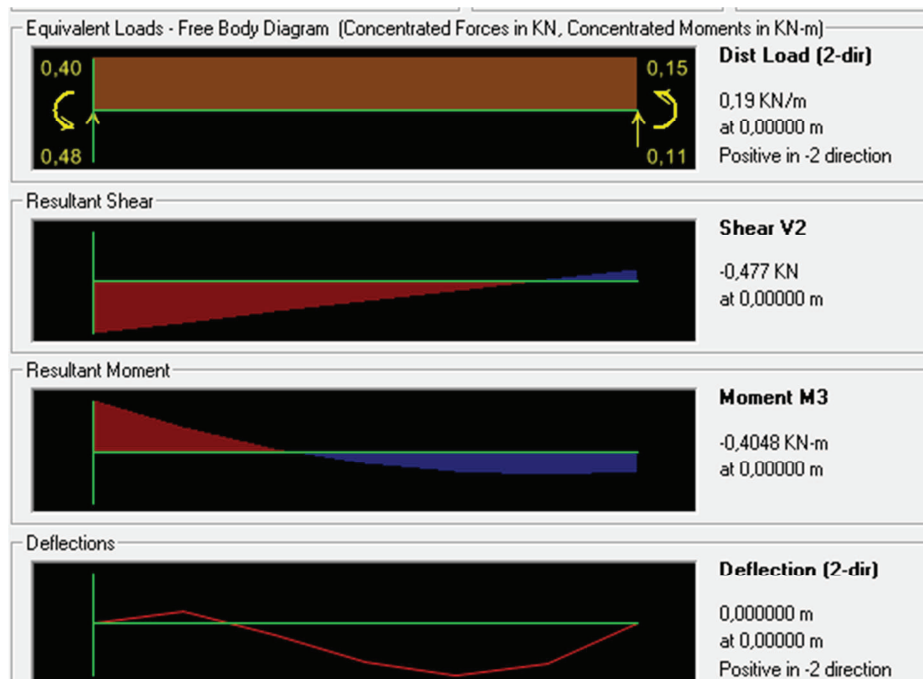 Equivalent Loads - Free Body Diagram (Concentrated Forces in KN, Concentrated Moments in KN-m)
0,40
0,15
0,48
0,11
Dist Load (2-dir)
0,19 KN/m
at 0,00000 m
Positive in -2 direction
Resultant Shear
Shear V2
-0,477 KN
at 0,00000 m
Resultant Moment
Moment M3
-0,4048 KN-m
at 0,00000 m
Deflections
Deflection (2-dir)
0,000000 m
at 0,00000 m
Positive in -2 direction